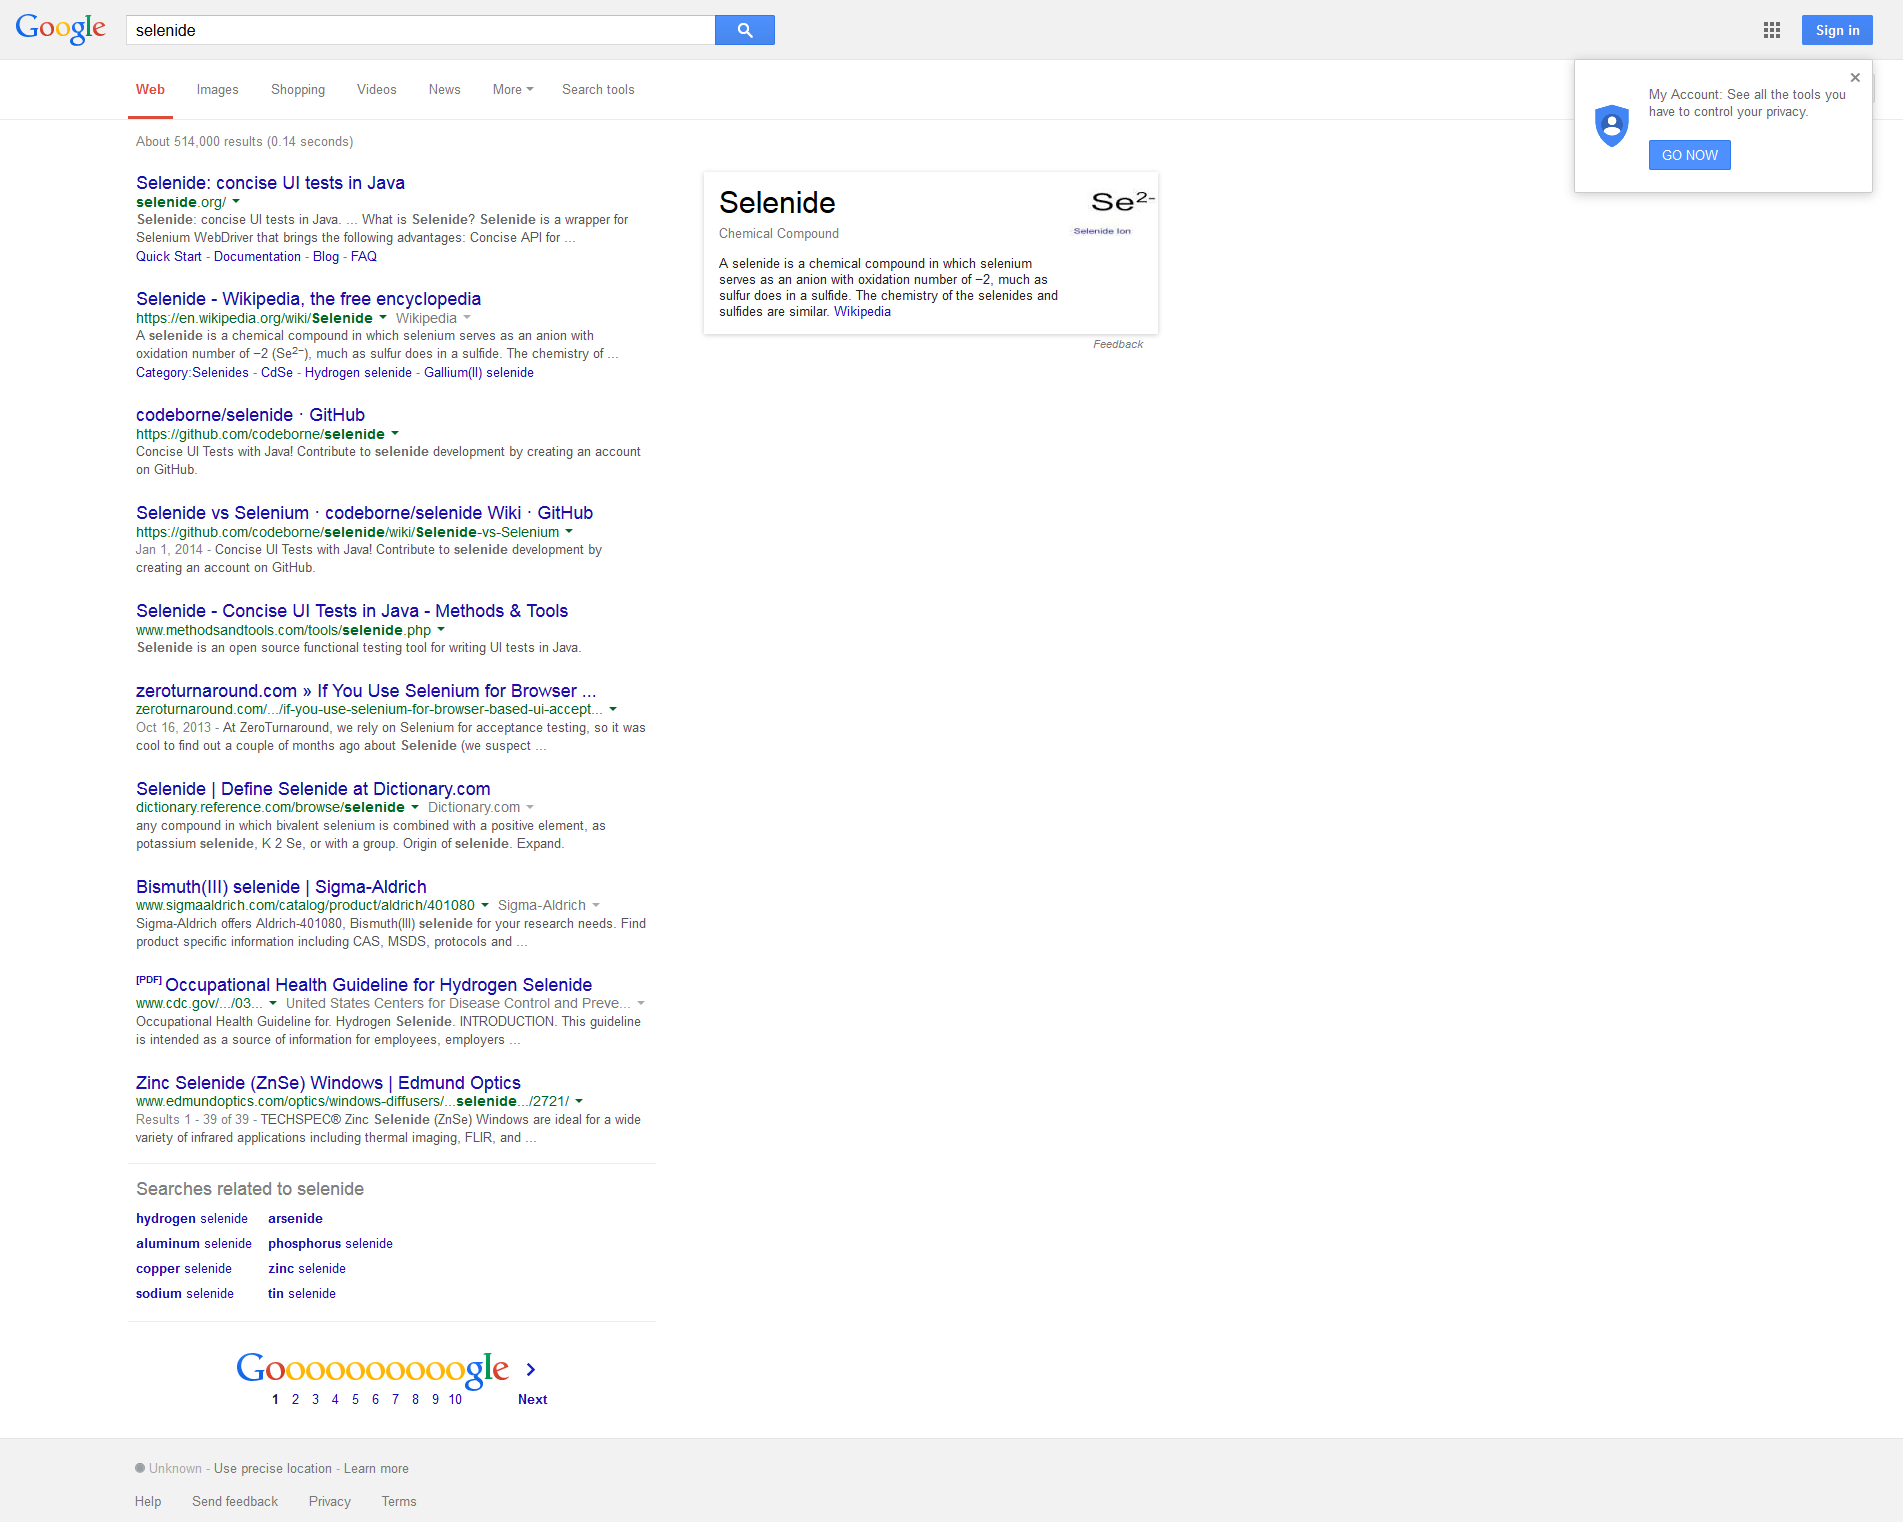 Google
selenide
Sign in
Web Images Shopping Videos News More Search tools
My Account: See all the tools you
have to control your privacy.
GO NOW
About 514,000 results (0.14 seconds)
Selenide: concise UI tests in Java
selenide.org/
Selenide: concise UI tests in Java. ... What is Selenide? Selenide is a wrapper for
Selenium WebDriver that brings the following advantages: Concise API for ...
Quick Start - Documentation - Blog - FAQ
Selenide - Wikipedia, the free encyclopedia
https://en.wikipedia.org/wiki/Selenide Wikipedia
A selenide is a chemical compound in which selenium serves as an anion with
oxidation number of −2 (Se²⁻), much as sulfur does in a sulfide. The chemistry of ...
Category:Selenides - CdSe - Hydrogen selenide - Gallium(II) selenide
codeborne/selenide · GitHub
https://github.com/codeborne/selenide
Concise UI Tests with Java! Contribute to selenide development by creating an account
on GitHub.
Selenide vs Selenium · codeborne/selenide Wiki · GitHub
https://github.com/codeborne/selenide/wiki/Selenide-vs-Selenium
Jan 1, 2014 - Concise UI Tests with Java! Contribute to selenide development by
creating an account on GitHub.
Selenide - Concise UI Tests in Java - Methods & Tools
www.methodsandtools.com/tools/selenide.php
Selenide is an open source functional testing tool for writing UI tests in Java.
zeroturnaround.com » If You Use Selenium for Browser ...
zeroturnaround.com/.../if-you-use-selenium-for-browser-based-ui-accept...
Oct 16, 2013 - At ZeroTurnaround, we rely on Selenium for acceptance testing, so it was
cool to find out a couple of months ago about Selenide (we suspect ...
Selenide | Define Selenide at Dictionary.com
dictionary.reference.com/browse/selenide Dictionary.com
any compound in which bivalent selenium is combined with a positive element, as
potassium selenide, K 2 Se, or with a group. Origin of selenide. Expand.
Bismuth(III) selenide | Sigma-Aldrich
www.sigmaaldrich.com/catalog/product/aldrich/401080 Sigma-Aldrich
Sigma-Aldrich offers Aldrich-401080, Bismuth(III) selenide for your research needs. Find
product specific information including CAS, MSDS, protocols and ...
[PDF] Occupational Health Guideline for Hydrogen Selenide
www.cdc.gov/.../03... United States Centers for Disease Control and Preve...
Occupational Health Guideline for. Hydrogen Selenide. INTRODUCTION. This guideline
is intended as a source of information for employees, employers ...
Zinc Selenide (ZnSe) Windows | Edmund Optics
www.edmundoptics.com/optics/windows-diffusers/...selenide.../2721/
Results 1 - 39 of 39 - TECHSPEC® Zinc Selenide (ZnSe) Windows are ideal for a wide
variety of infrared applications including thermal imaging, FLIR, and ...
Selenide
Chemical Compound
Se²⁻
Selenide Ion
A selenide is a chemical compound in which selenium
serves as an anion with oxidation number of −2, much as
sulfur does in a sulfide. The chemistry of the selenides and
sulfides are similar. Wikipedia
Feedback
Searches related to selenide
hydrogen selenide arsenide
aluminum selenide phosphorus selenide
copper selenide zinc selenide
sodium selenide tin selenide
Goooooooooogle
1 2 3 4 5 6 7 8 9 10 Next
Unknown - Use precise location - Learn more
Help Send feedback Privacy Terms